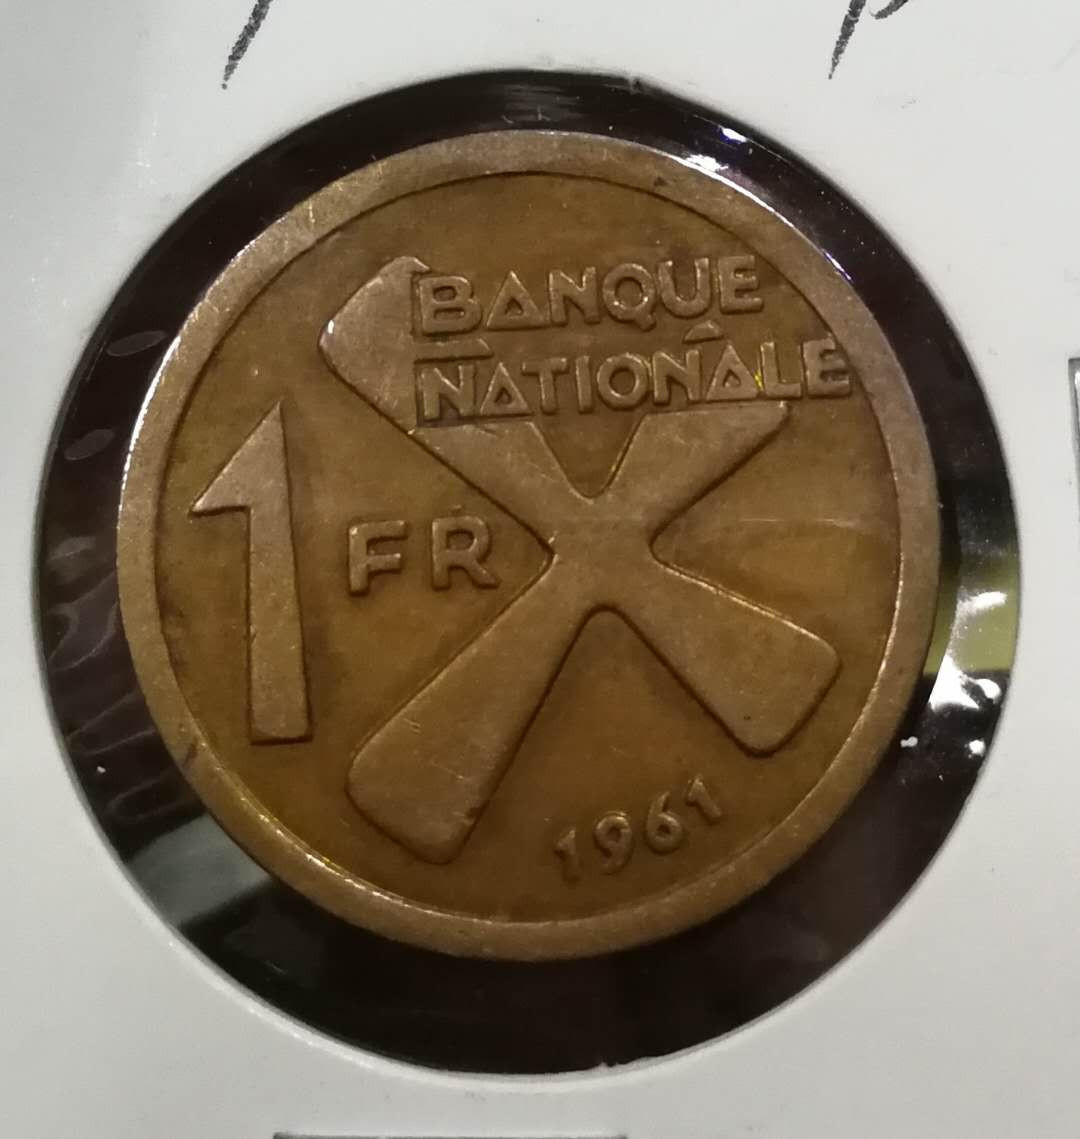 BANQUE
NATIONALE
1 FR
1961